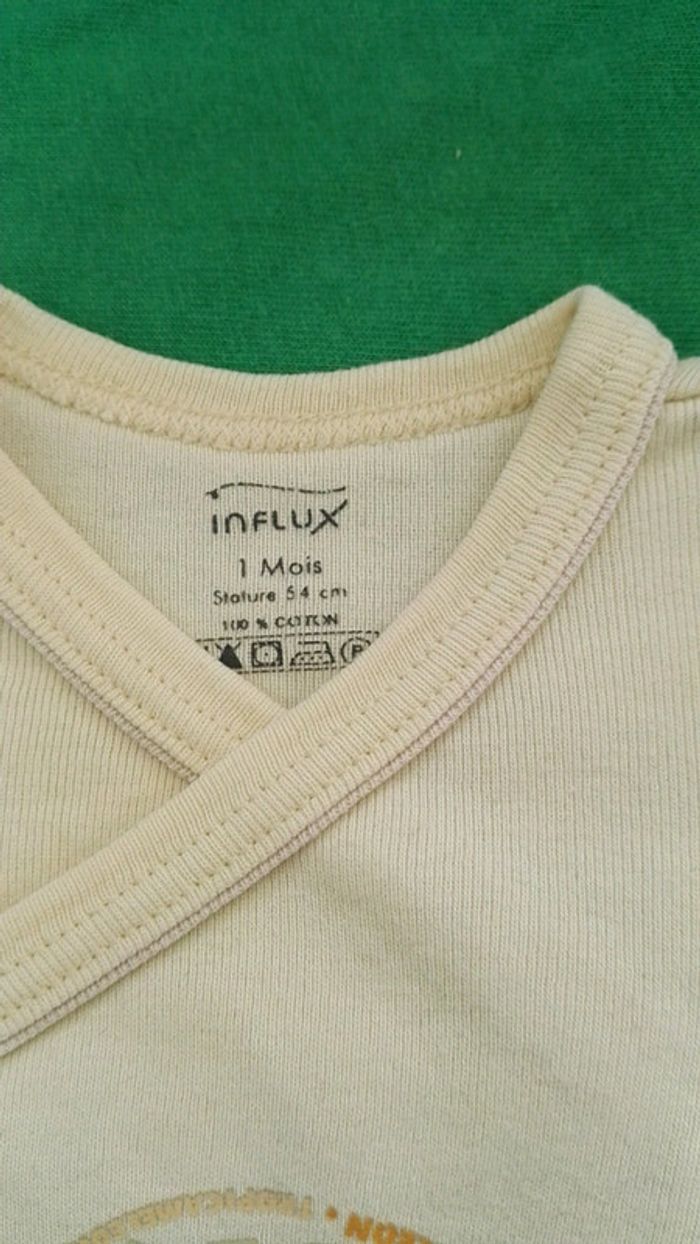 INFLUX
1 Mois
Stature 54 cm
100 % COTTON
P